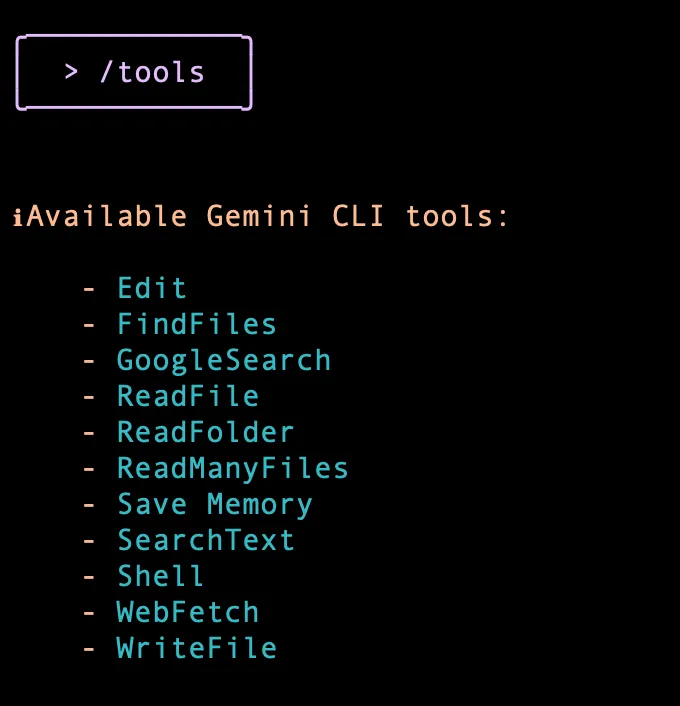 > /tools
ℹAvailable Gemini CLI tools:
- Edit
- FindFiles
- GoogleSearch
- ReadFile
- ReadFolder
- ReadManyFiles
- Save Memory
- SearchText
- Shell
- WebFetch
- WriteFile